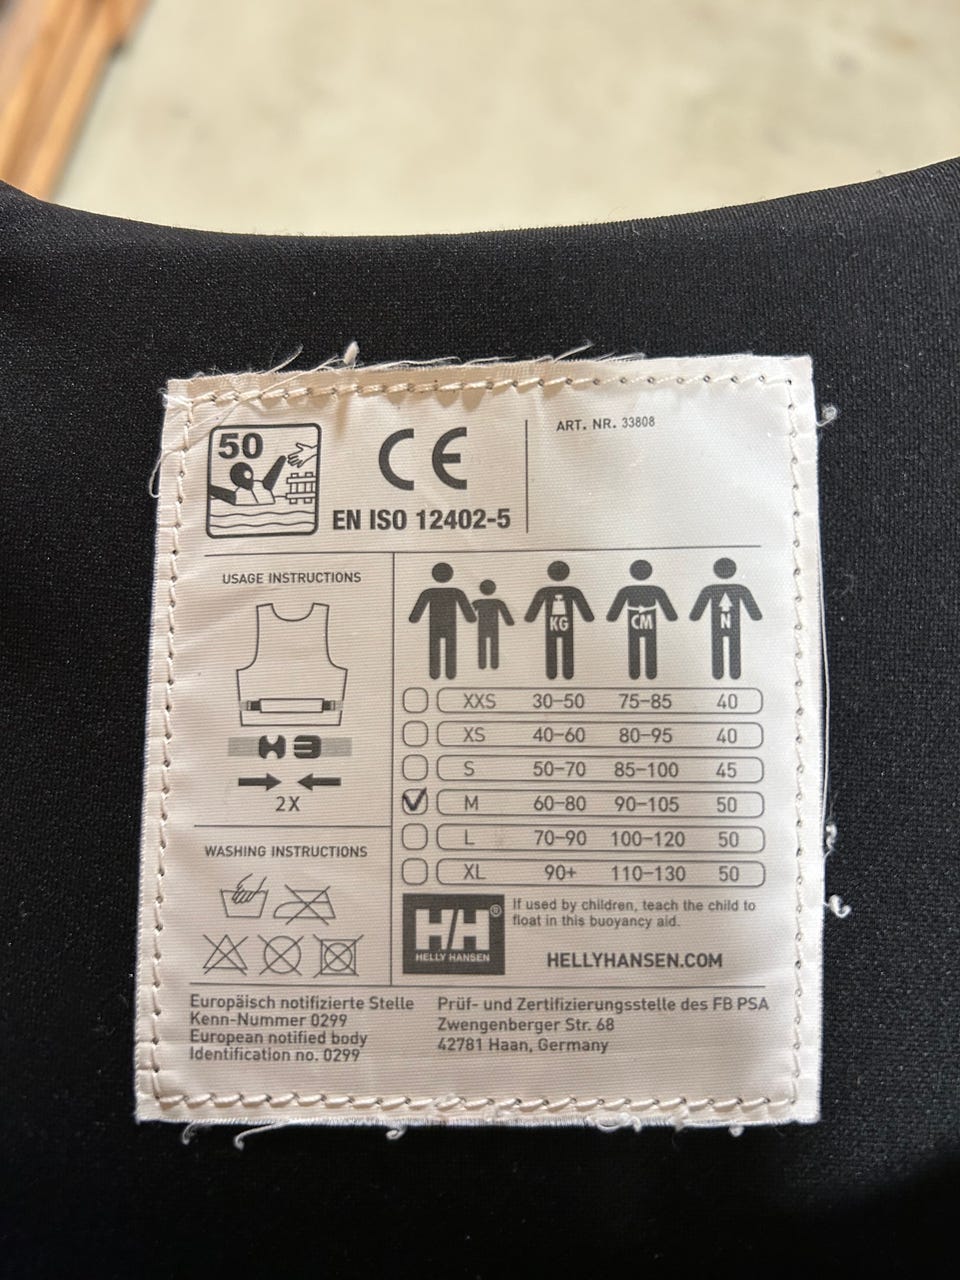 50
CE
EN ISO 12402-5
ART. NR. 33808
USAGE INSTRUCTIONS
2X
WASHING INSTRUCTIONS
KG CM N
XXS 30–50 75–85 40
XS 40–60 80–95 40
S 50–70 85–100 45
M 60–80 90–105 50
L 70–90 100–120 50
XL 90+ 110–130 50
H/H®
HELLY HANSEN
If used by children, teach the child to
float in this buoyancy aid.
HELLYHANSEN.COM
Europäisch notifizierte Stelle
Kenn-Nummer 0299
European notified body
Identification no. 0299
Prüf- und Zertifizierungsstelle des FB PSA
Zwengenberger Str. 68
42781 Haan, Germany